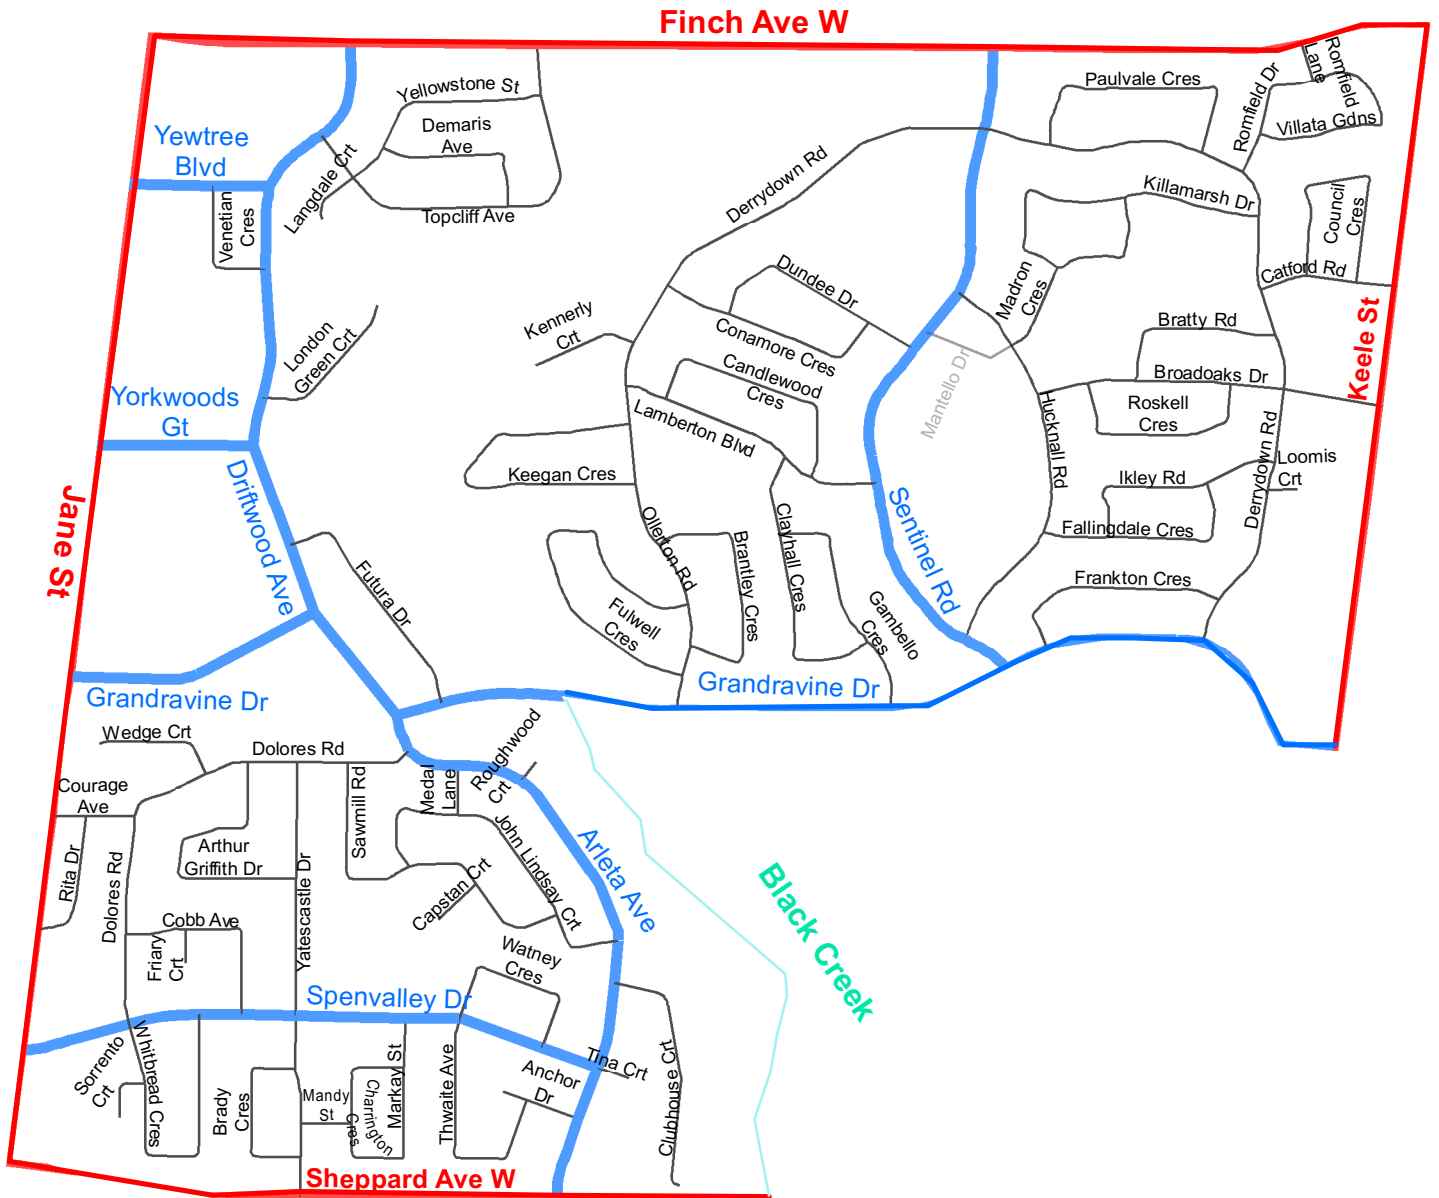 Finch Ave W
Romfield
Lane
Romfield
Romfield Dr
Paulvale Cres
Villata Gdns
Yellowstone St
Demaris
Ave
Yewtree
Blvd
Langdale Crt
Topcliff Ave
Venetian
Cres
Derrydown Rd
Killamarsh Dr
Council
Cres
Catford Rd
Dundee Dr
Madron
Cres
Kennerly
Crt
Conamore Cres
Bratty Rd
London
Green Crt
Candlewood
Cres
Mantello Dr
Broadoaks Dr
Keele St
Yorkwoods
Gt
Lamberton Blvd
Hucknall Rd
Roskell
Cres
Derrydown Rd
Loomis
Crt
Keegan Cres
Ikley Rd
Driftwood Ave
Jane St
Ollerton Rd
Brantley Cres
Clayhall Cres
Sentinel Rd
Fallingdale Cres
Futura Dr
Fulwell
Cres
Gambello
Cres
Frankton Cres
Grandravine Dr
Grandravine Dr
Wedge Crt
Dolores Rd
Roughwood
Crt
Courage
Ave
Sawmill Rd
Medal
Lane
Rita Dr
Dolores Rd
Arthur
Griffith Dr
Yatescastle Dr
John Lindsay Crt
Capstan Crt
Arleta Ave
Black Creek
Cobb Ave
Friary
Crt
Watney
Cres
Spenvalley Dr
Sorrento
Crt
Whitbread Cres
Brady
Cres
Mandy
St
Charrington
Cres
Markay St
Thwaite Ave
Anchor
Dr
Tina Crt
Clubhouse Crt
Sheppard Ave W